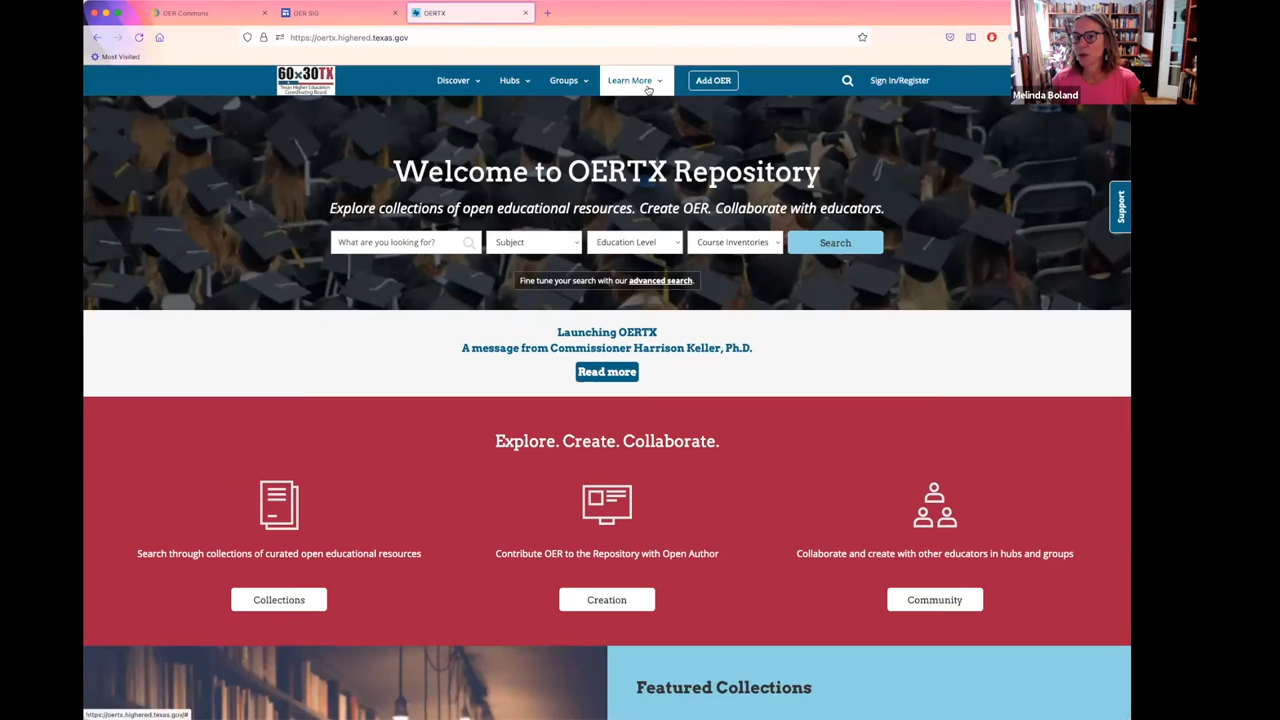 OER Commons
OER SIG
OERTX
https://oertx.highered.texas.gov
Most Visited
Melinda Boland
60x30TX
Texas Higher Education
Coordinating Board
Discover
Hubs
Groups
Learn More
Add OER
Sign In/Register
Welcome to OERTX Repository
Explore collections of open educational resources. Create OER. Collaborate with educators.
What are you looking for?
Subject
Education Level
Course Inventories
Search
Fine tune your search with our advanced search.
Support
Launching OERTX
A message from Commissioner Harrison Keller, Ph.D.
Read more
Explore. Create. Collaborate.
Search through collections of curated open educational resources
Contribute OER to the Repository with Open Author
Collaborate and create with other educators in hubs and groups
Collections
Creation
Community
Featured Collections
https://oertx.highered.texas.gov/#